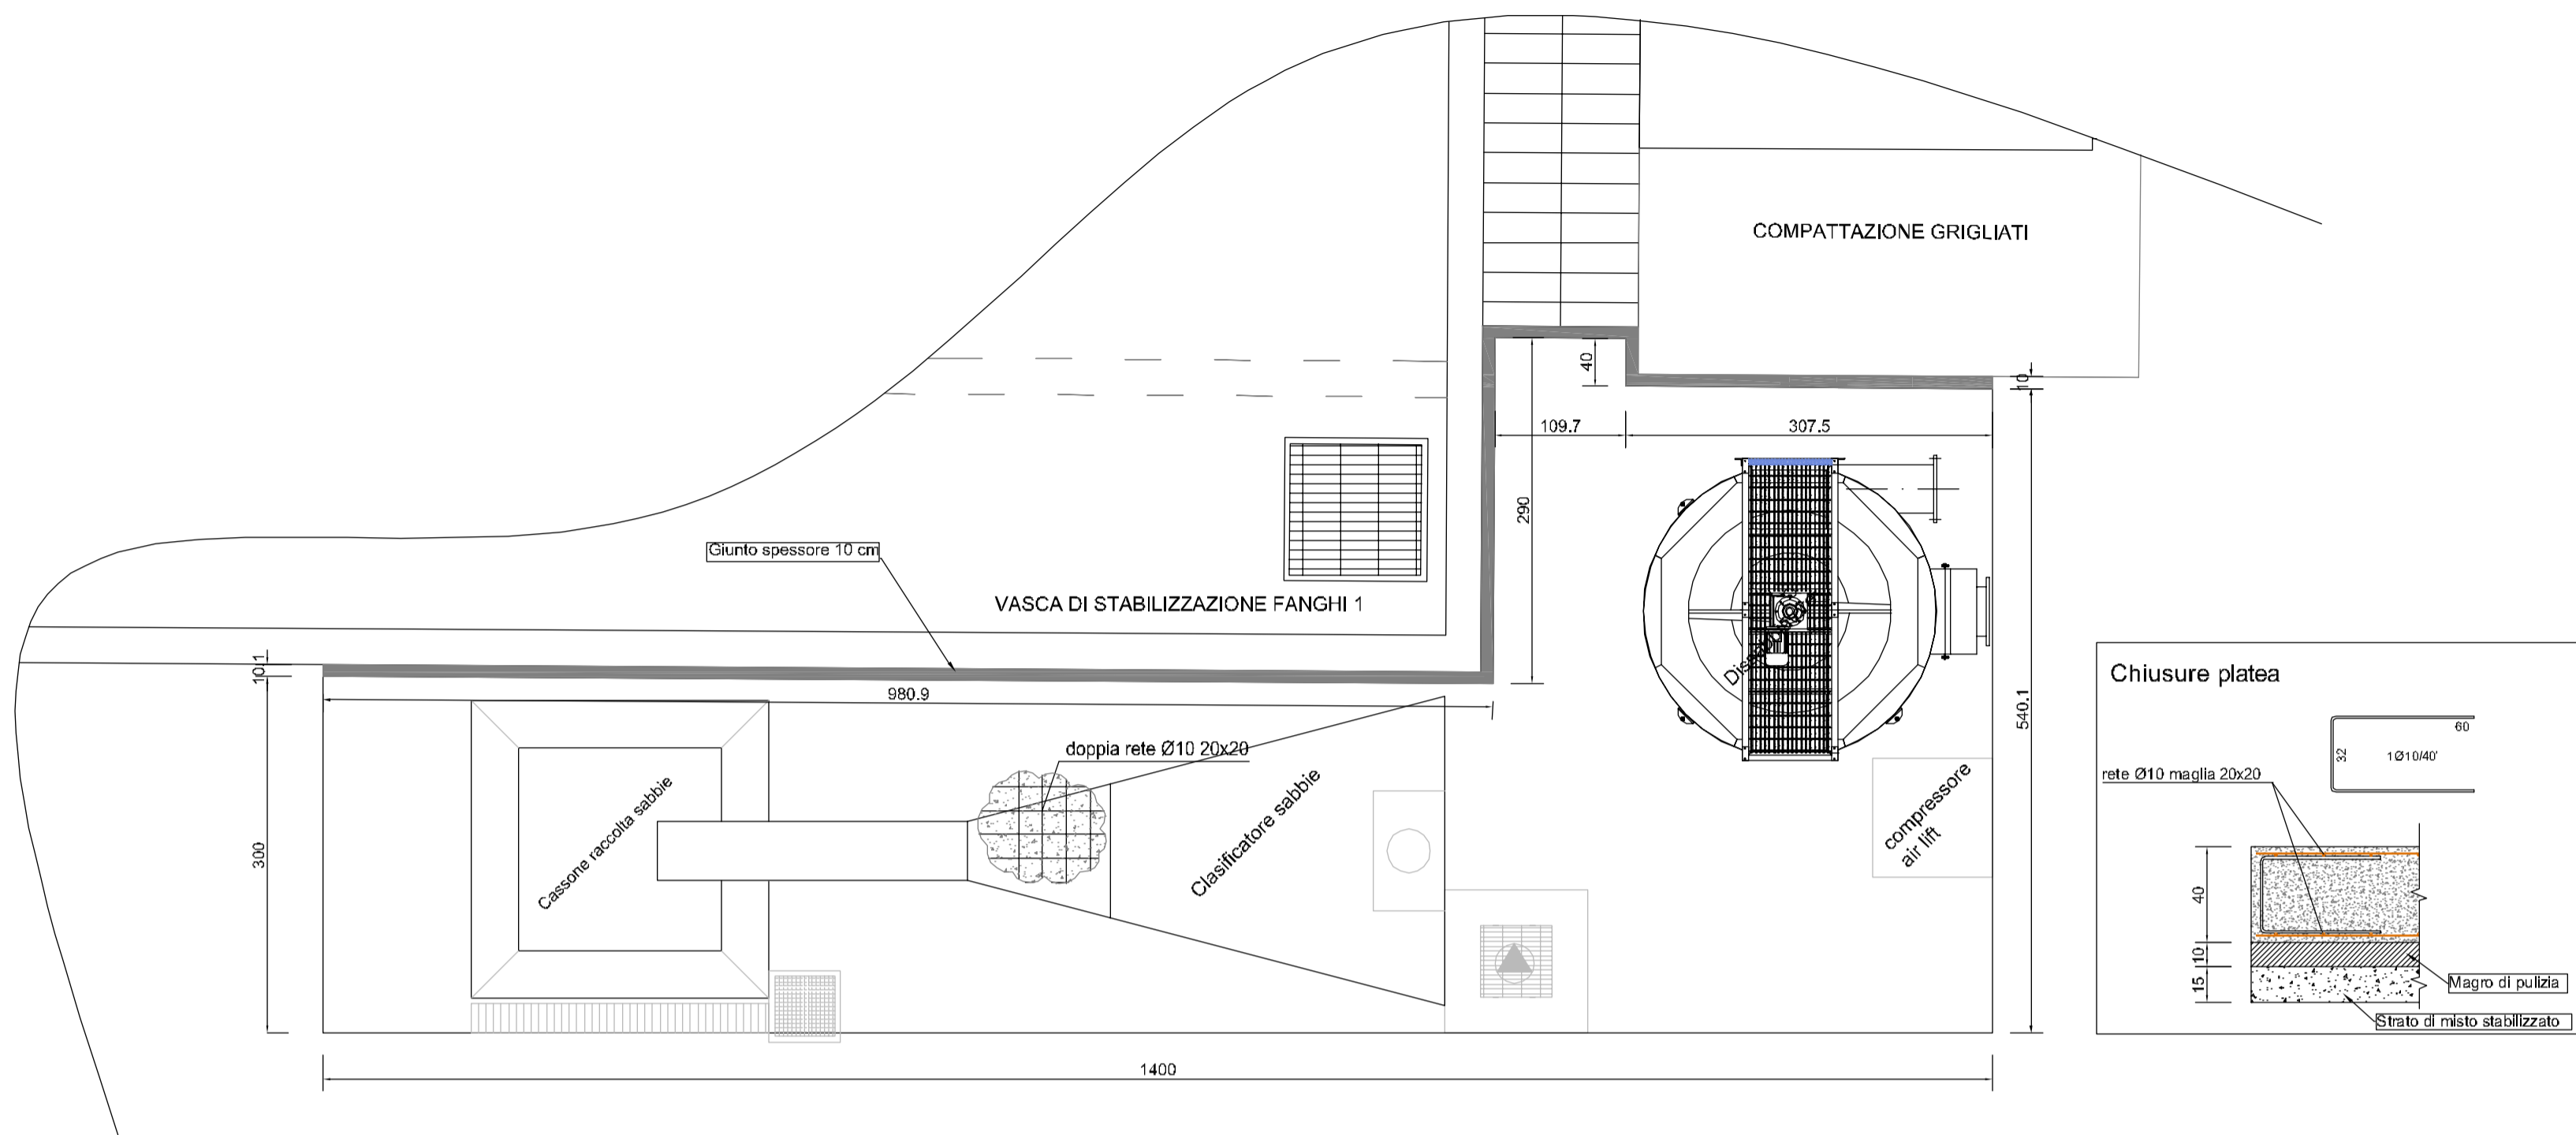 COMPATTAZIONE GRIGLIATI
40
10
109.7
307.5
290
Giunto spessore 10 cm
VASCA DI STABILIZZAZIONE FANGHI 1
10.1
980.9
540.1
doppia rete Ø10 20x20
Cassone raccolta sabbie
Clasificatore sabbie
compressore
air lift
300
1400
Chiusure platea
60
32
1Ø10/40'
rete Ø10 maglia 20x20
40
10
15
Magro di pulizia
Strato di misto stabilizzato